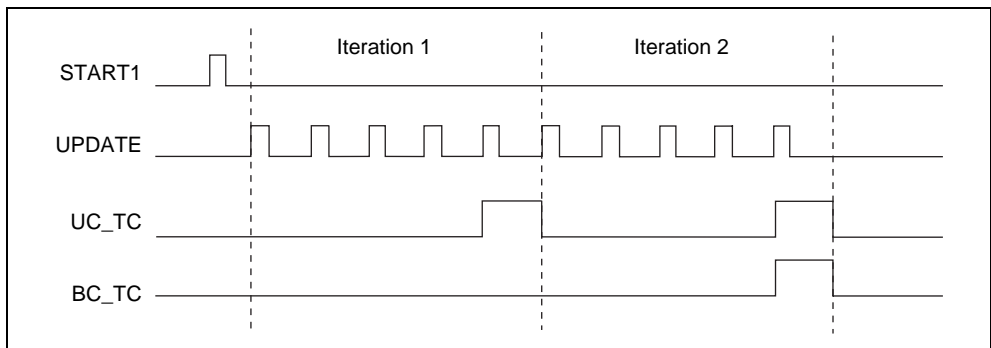 Iteration 1 Iteration 2
START1
UPDATE
UC_TC
BC_TC